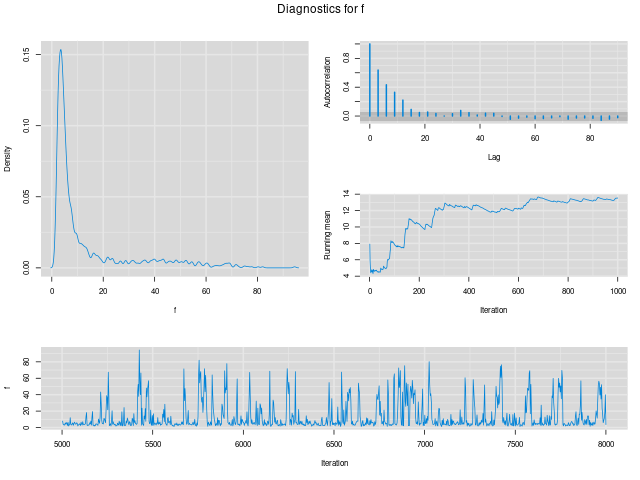 Diagnostics for f
Density
0.00 0.05 0.10 0.15
0 20 40 60 80
f
Autocorrelation
0.0 0.4 0.8
0 20 40 60 80
Lag
Running mean
4 6 8 10 12 14
0 200 400 600 800 1000
Iteration
f
0 20 40 60 80
5000 5500 6000 6500 7000 7500 8000
Iteration